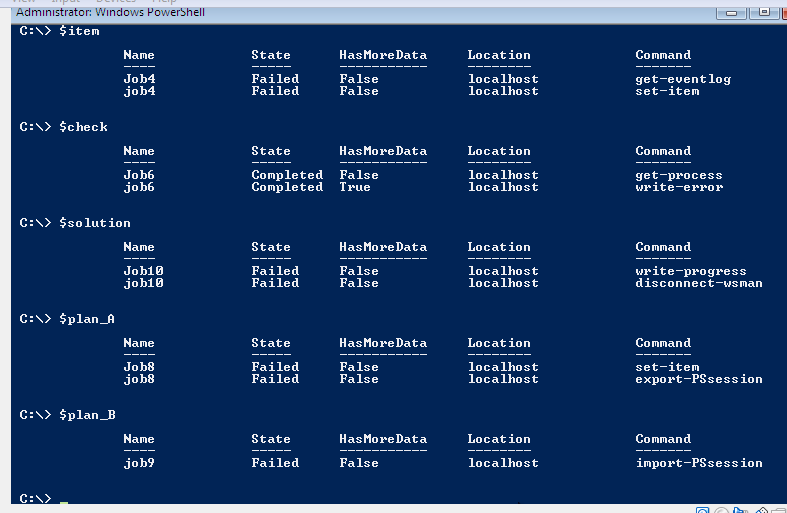 View Input Devices Help
Administrator: Windows PowerShell
C:\> $item
Name State HasMoreData Location Command
---- ----- ----------- -------- -------
Job4 Failed False localhost get-eventlog
job4 Failed False localhost set-item
C:\> $check
Name State HasMoreData Location Command
---- ----- ----------- -------- -------
Job6 Completed False localhost get-process
job6 Completed True localhost write-error
C:\> $solution
Name State HasMoreData Location Command
---- ----- ----------- -------- -------
Job10 Failed False localhost write-progress
job10 Failed False localhost disconnect-wsman
C:\> $plan_A
Name State HasMoreData Location Command
---- ----- ----------- -------- -------
Job8 Failed False localhost set-item
job8 Failed False localhost export-PSsession
C:\> $plan_B
Name State HasMoreData Location Command
---- ----- ----------- -------- -------
job9 Failed False localhost import-PSsession
C:\> _